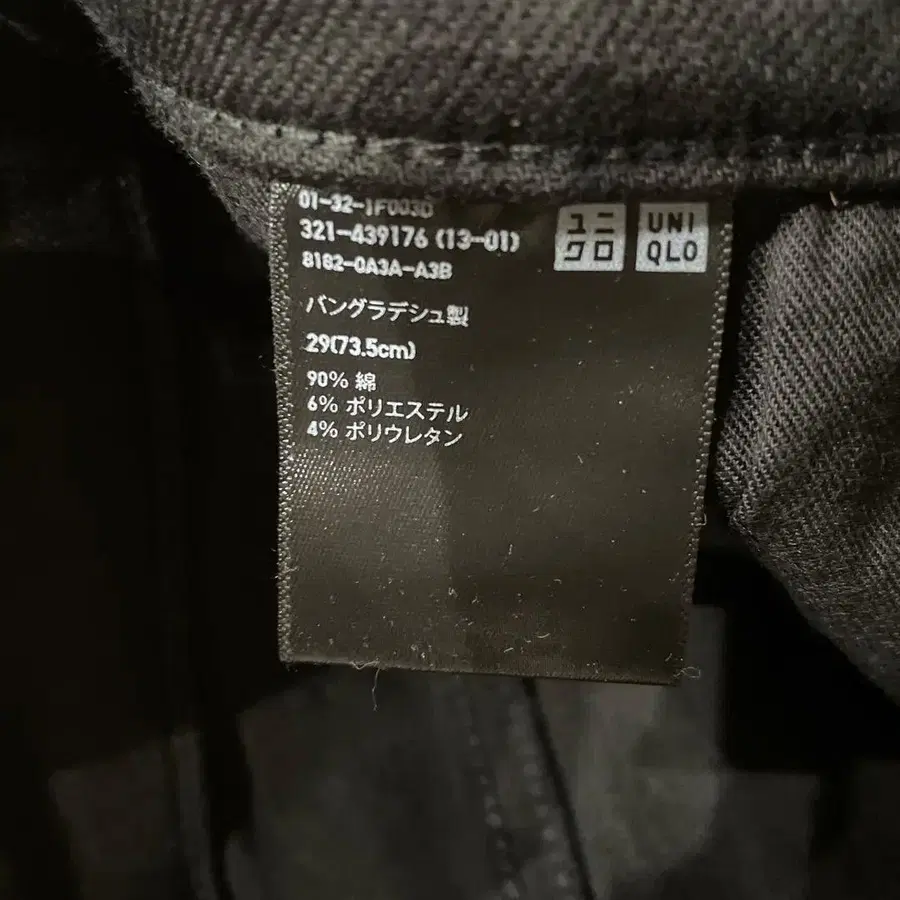 01-32-1F003D
321-439176 (13-01)
8182-0A3A-A3B
ユニ
クロ
UNI
QLO
バングラデシュ製
29(73.5cm)
90% 綿
6% ポリエステル
4% ポリウレタン